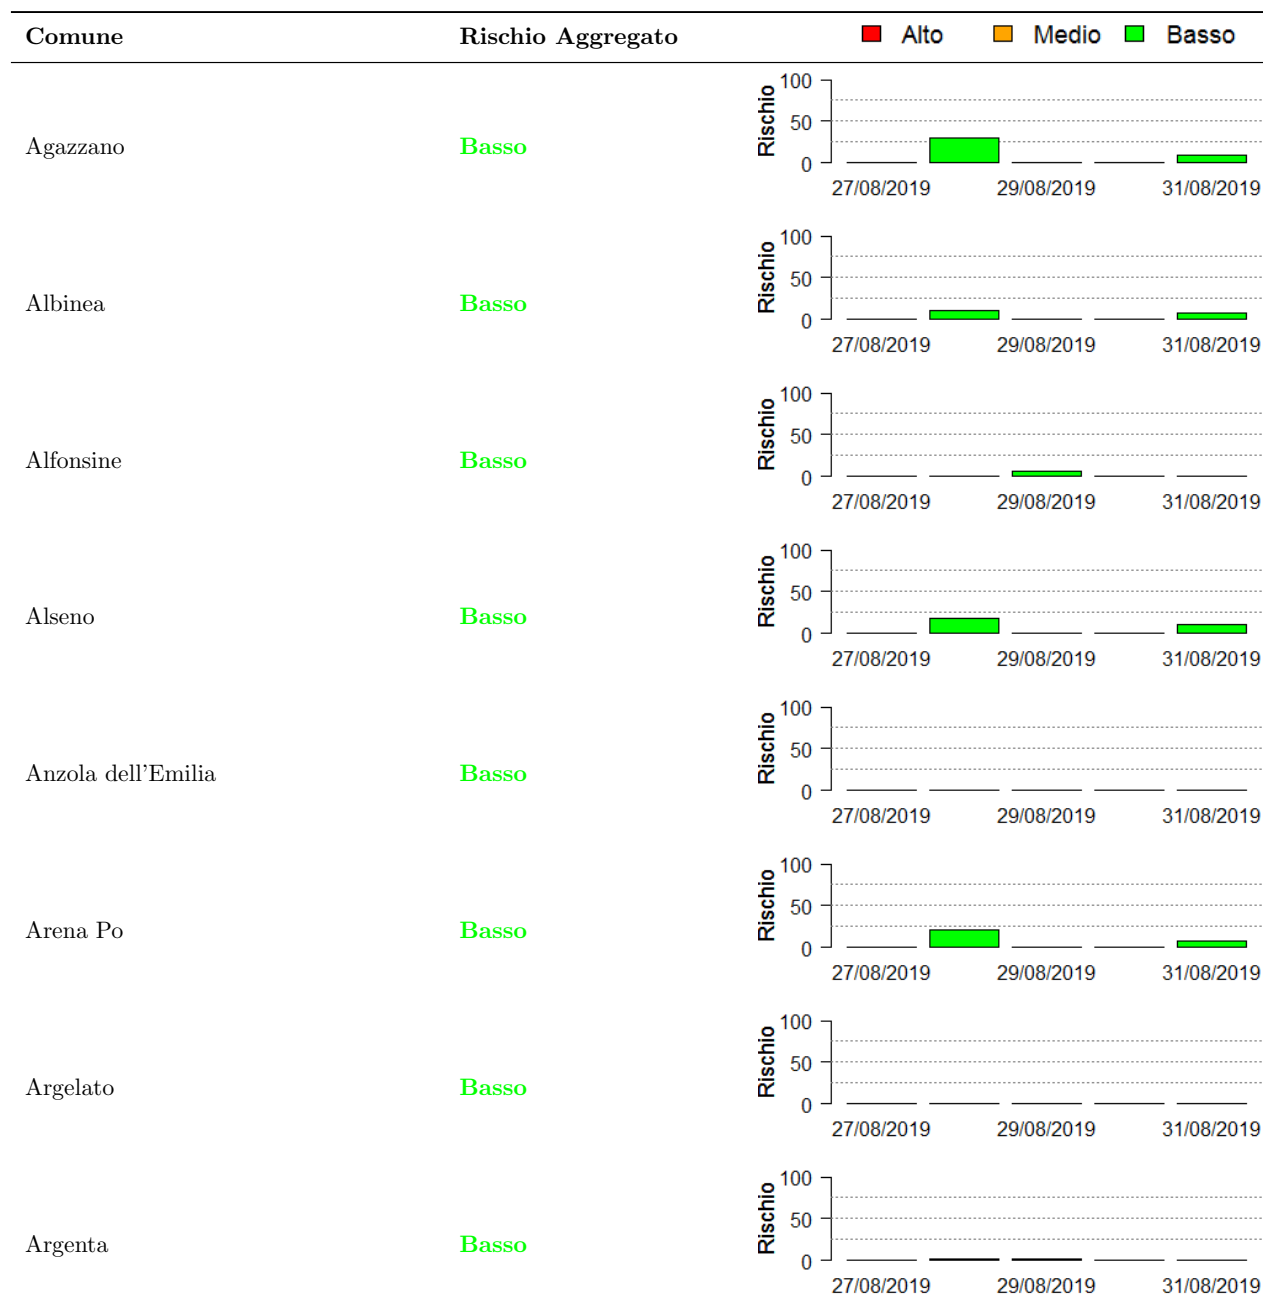 Comune Rischio Aggregato Alto Medio Basso
Agazzano Basso
Rischio
100
50
0
27/08/2019 29/08/2019 31/08/2019
Albinea Basso
Rischio
100
50
0
27/08/2019 29/08/2019 31/08/2019
Alfonsine Basso
Rischio
100
50
0
27/08/2019 29/08/2019 31/08/2019
Alseno Basso
Rischio
100
50
0
27/08/2019 29/08/2019 31/08/2019
Anzola dell'Emilia Basso
Rischio
100
50
0
27/08/2019 29/08/2019 31/08/2019
Arena Po Basso
Rischio
100
50
0
27/08/2019 29/08/2019 31/08/2019
Argelato Basso
Rischio
100
50
0
27/08/2019 29/08/2019 31/08/2019
Argenta Basso
Rischio
100
50
0
27/08/2019 29/08/2019 31/08/2019